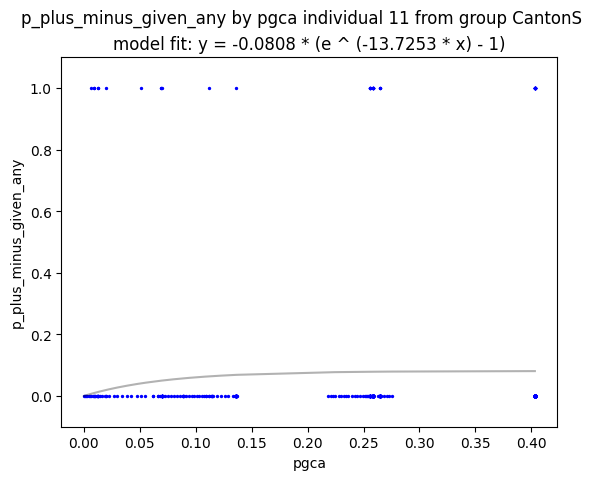 p_plus_minus_given_any by pgca individual 11 from group CantonS
model fit: y = -0.0808 * (e ^ (-13.7253 * x) - 1)
1.0
0.8
0.6
0.4
0.2
0.0
p_plus_minus_given_any
0.00 0.05 0.10 0.15 0.20 0.25 0.30 0.35 0.40
pgca